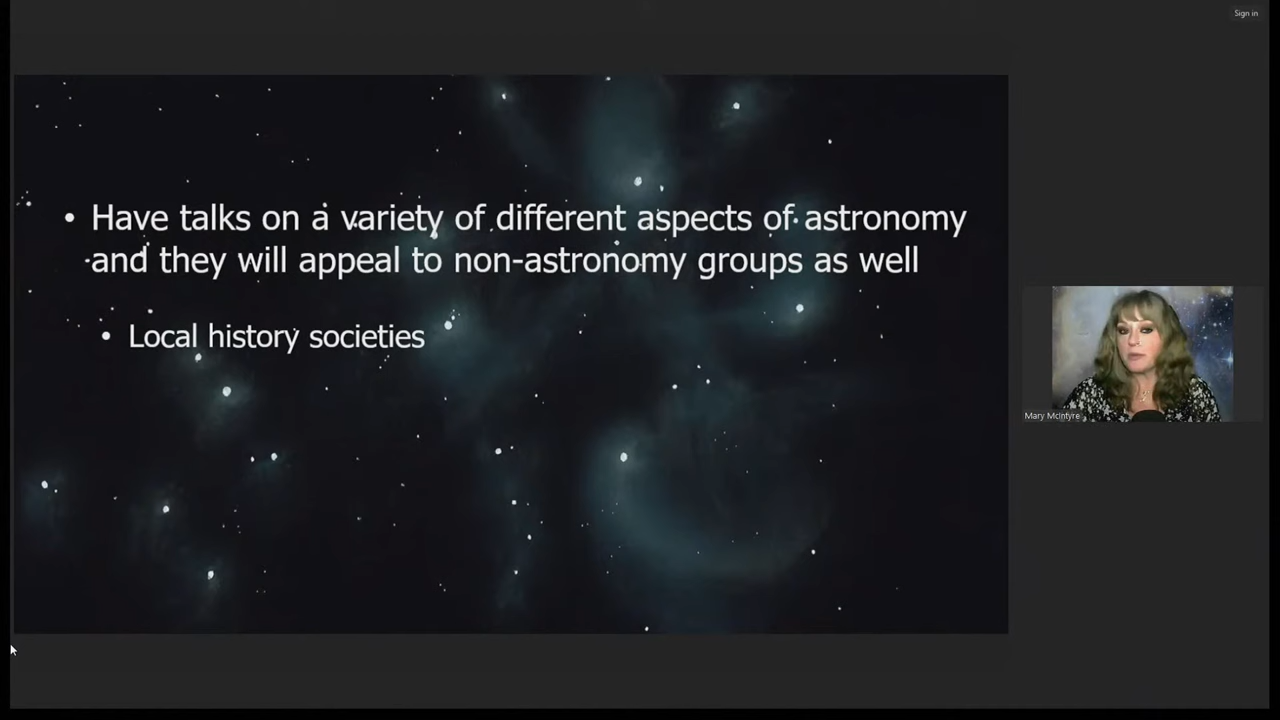 Sign in
• Have talks on a variety of different aspects of astronomy
and they will appeal to non-astronomy groups as well
• Local history societies
Mary McIntyre